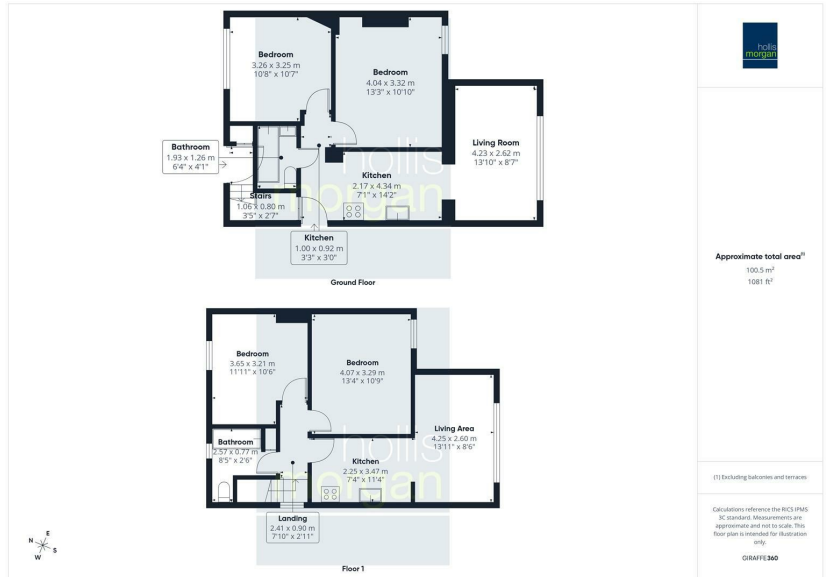 Bedroom
3.26 x 3.25 m
10'8" x 10'7"
Bedroom
4.04 x 3.32 m
13'3" x 10'10"
Bathroom
1.93 x 1.26 m
6'4" x 4'1"
Living Room
4.23 x 2.62 m
13'10" x 8'7"
Kitchen
2.17 x 4.34 m
7'1" x 14'2"
Stairs
1.06 x 0.80 m
3'5" x 2'7"
Kitchen
1.00 x 0.92 m
3'3" x 3'0"
hollis
morgan
Ground Floor
Bedroom
3.65 x 3.21 m
11'11" x 10'6"
Bedroom
4.07 x 3.29 m
13'4" x 10'9"
Living Area
4.25 x 2.60 m
13'11" x 8'6"
Bathroom
2.57 x 0.77 m
8'5" x 2'6"
Kitchen
2.25 x 3.47 m
7'4" x 11'4"
Landing
2.41 x 0.90 m
7'10" x 2'11"
hollis
morgan
Floor 1
N
E
S
W
hollis
morgan
Approximate total area(1)
100.5 m²
1081 ft²
(1) Excluding balconies and terraces
Calculations reference the RICS IPMS
3C standard. Measurements are
approximate and not to scale. This
floor plan is intended for illustration
only.
GIRAFFE360